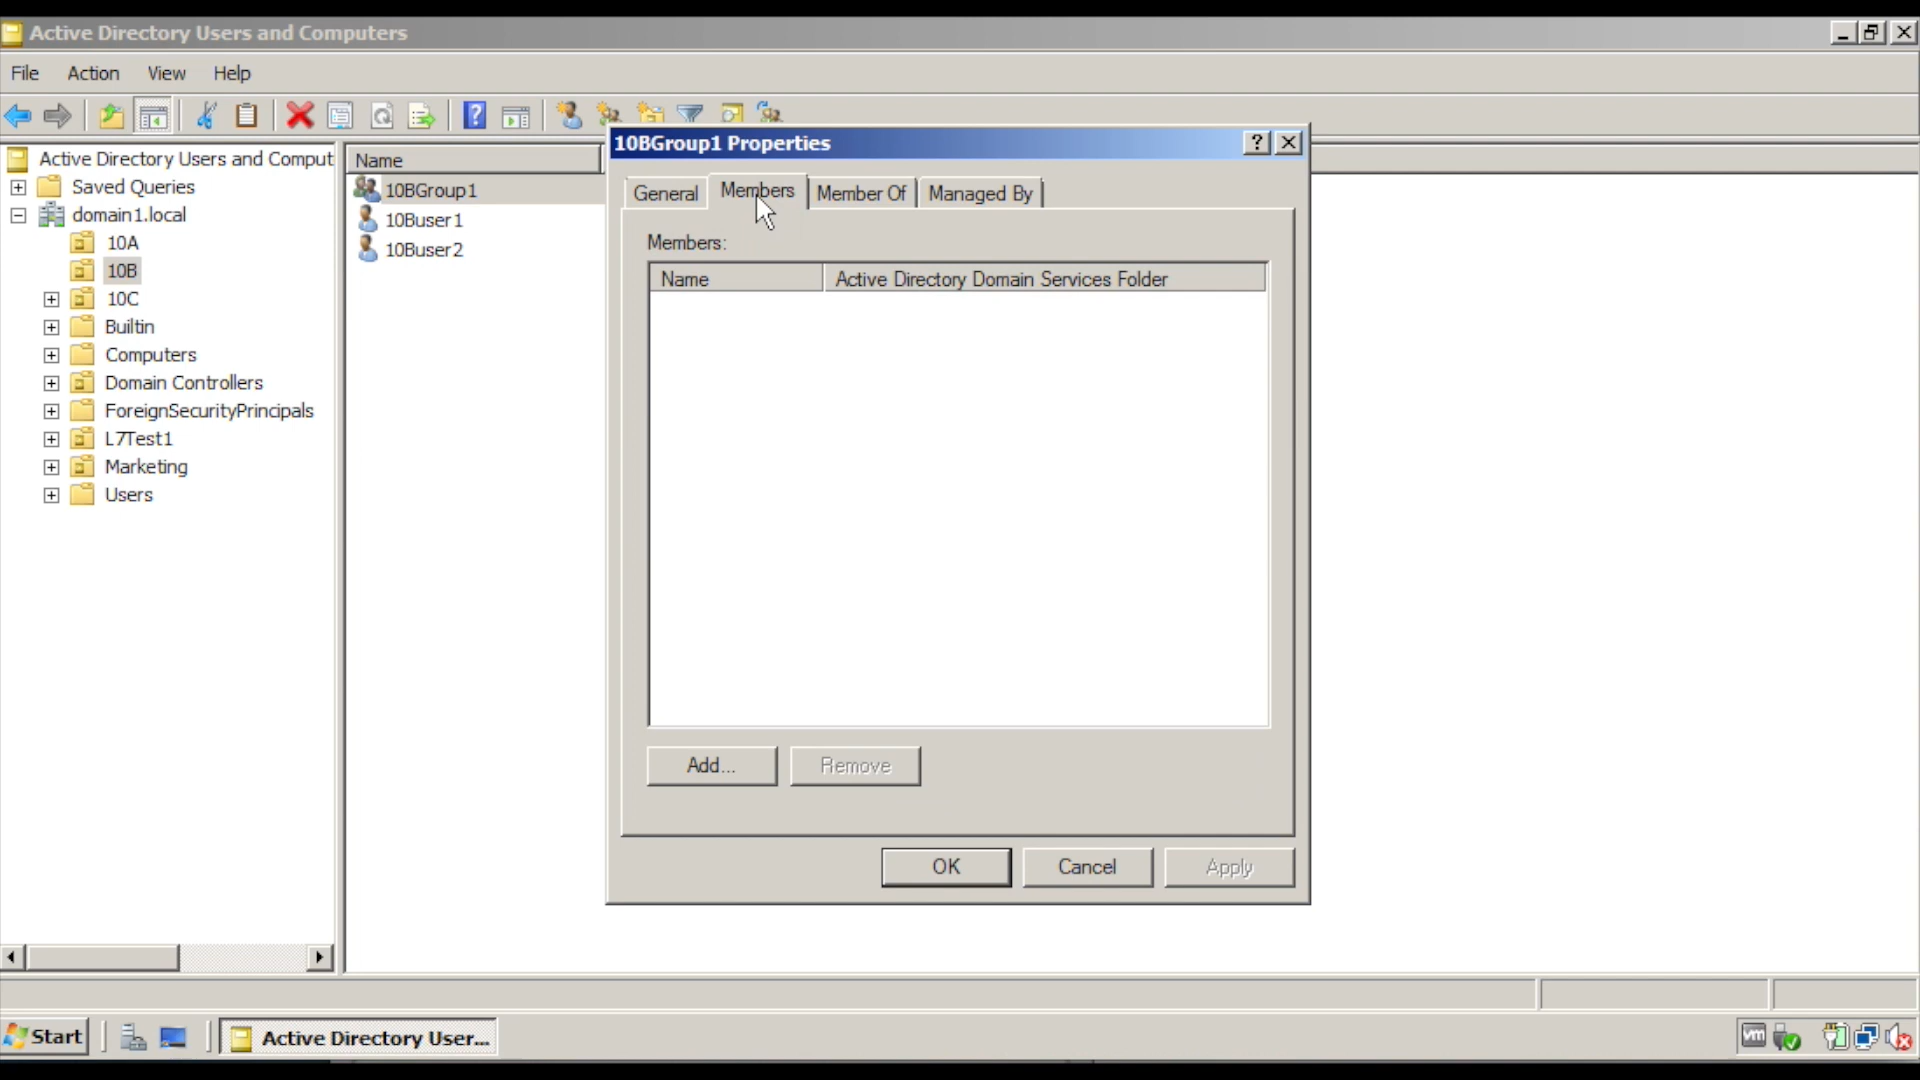 Active Directory Users and Computers
File Action View Help
10BGroup1 Properties
Active Directory Users and Comput
Saved Queries
domain1.local
10A
10B
10C
Builtin
Computers
Domain Controllers
ForeignSecurityPrincipals
L7Test1
Marketing
Users
Name
10BGroup1
10Buser1
10Buser2
General Members Member Of Managed By
Members:
Name Active Directory Domain Services Folder
Add... Remove
OK Cancel Apply
Start Active Directory User...
vm